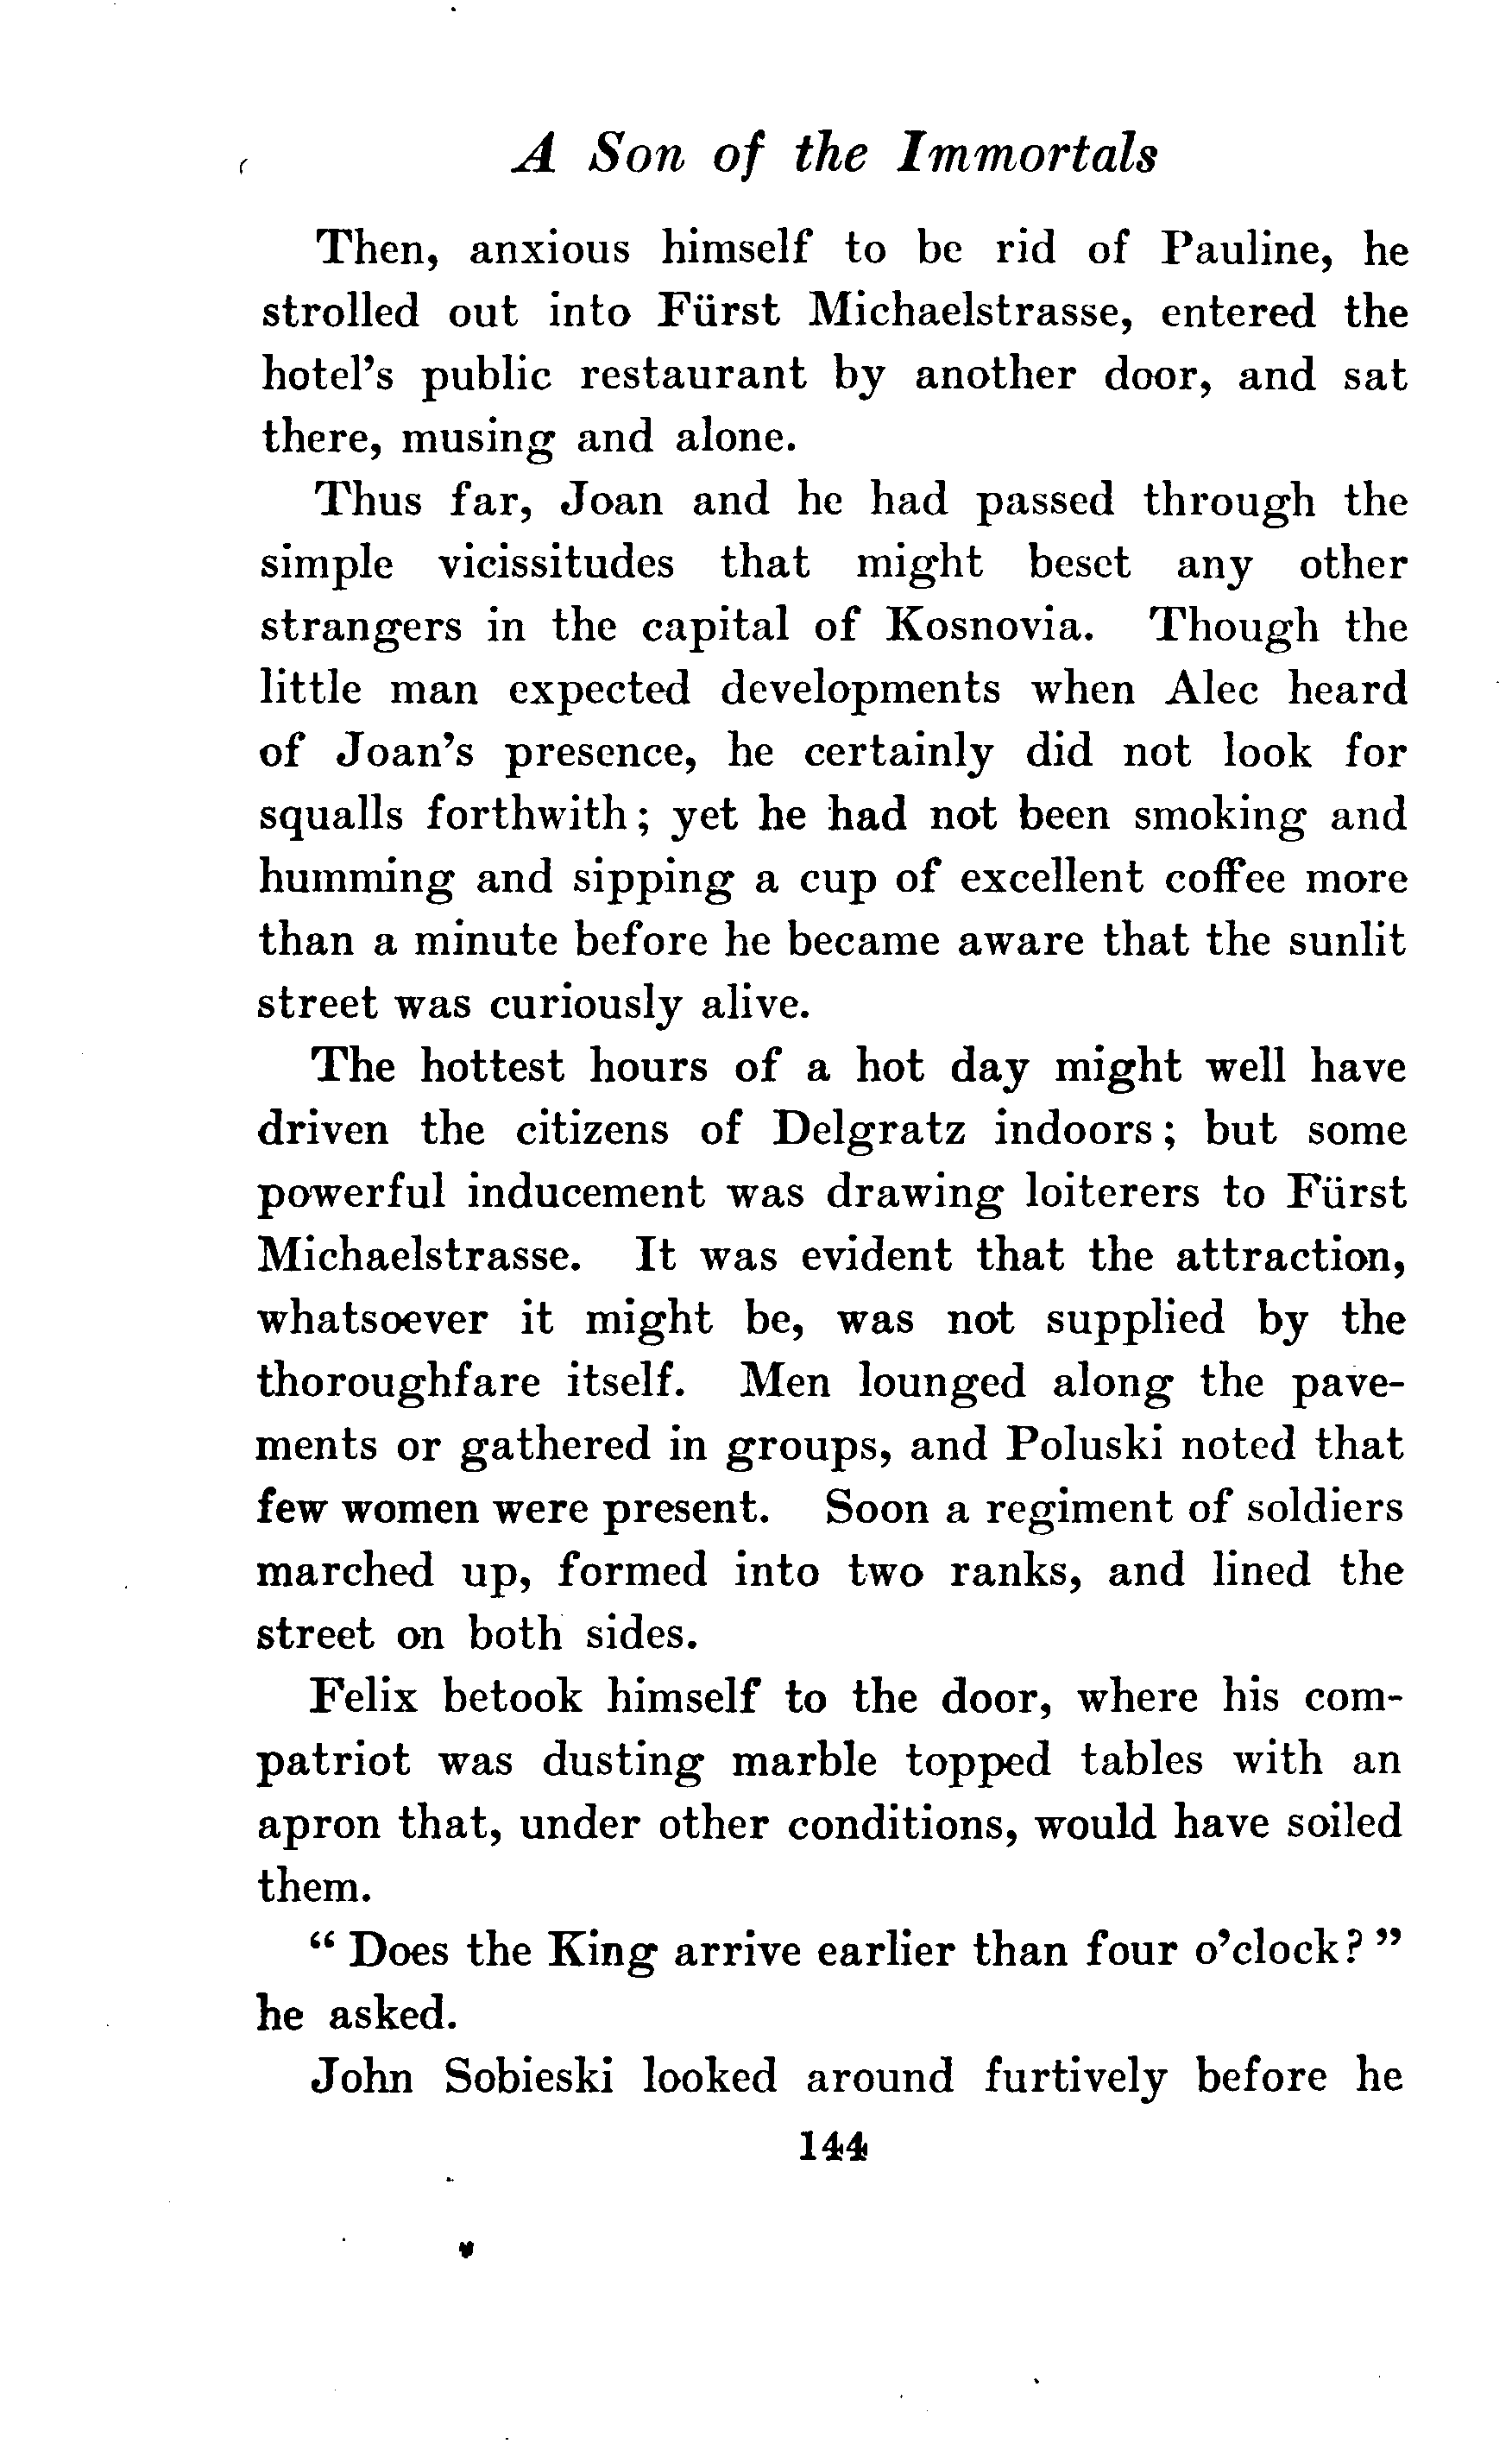 A Son of the Immortals
Then, anxious himself to be rid of Pauline, he
strolled out into Fürst Michaelstrasse, entered the
hotel's public restaurant by another door, and sat
there, musing and alone.
Thus far, Joan and he had passed through the
simple vicissitudes that might beset any other
strangers in the capital of Kosnovia. Though the
little man expected developments when Alec heard
of Joan's presence, he certainly did not look for
squalls forthwith; yet he had not been smoking and
humming and sipping a cup of excellent coffee more
than a minute before he became aware that the sunlit
street was curiously alive.
The hottest hours of a hot day might well have
driven the citizens of Delgratz indoors; but some
powerful inducement was drawing loiterers to Fürst
Michaelstrasse. It was evident that the attraction,
whatsoever it might be, was not supplied by the
thoroughfare itself. Men lounged along the pave-
ments or gathered in groups, and Poluski noted that
few women were present. Soon a regiment of soldiers
marched up, formed into two ranks, and lined the
street on both sides.
Felix betook himself to the door, where his com-
patriot was dusting marble topped tables with an
apron that, under other conditions, would have soiled
them.
"Does the King arrive earlier than four o'clock?"
he asked.
John Sobieski looked around furtively before he
144